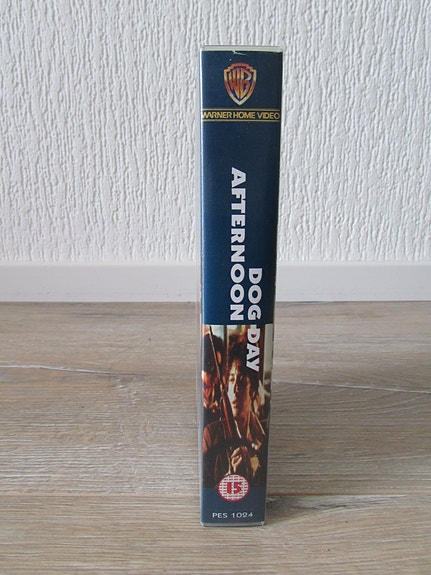 WB
WARNER HOME VIDEO
DOG DAY
AFTERNOON
15
PES 1024